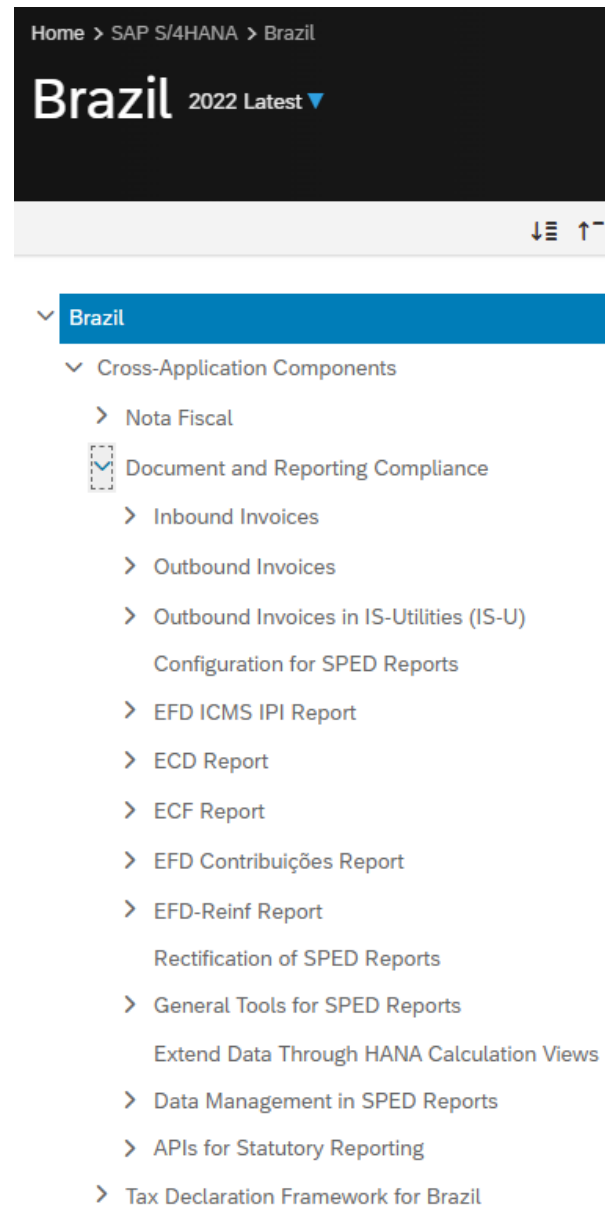 Home > SAP S/4HANA > Brazil
Brazil 2022 Latest
Brazil
Cross-Application Components
Nota Fiscal
Document and Reporting Compliance
Inbound Invoices
Outbound Invoices
Outbound Invoices in IS-Utilities (IS-U)
Configuration for SPED Reports
EFD ICMS IPI Report
ECD Report
ECF Report
EFD Contribuições Report
EFD-Reinf Report
Rectification of SPED Reports
General Tools for SPED Reports
Extend Data Through HANA Calculation Views
Data Management in SPED Reports
APIs for Statutory Reporting
Tax Declaration Framework for Brazil